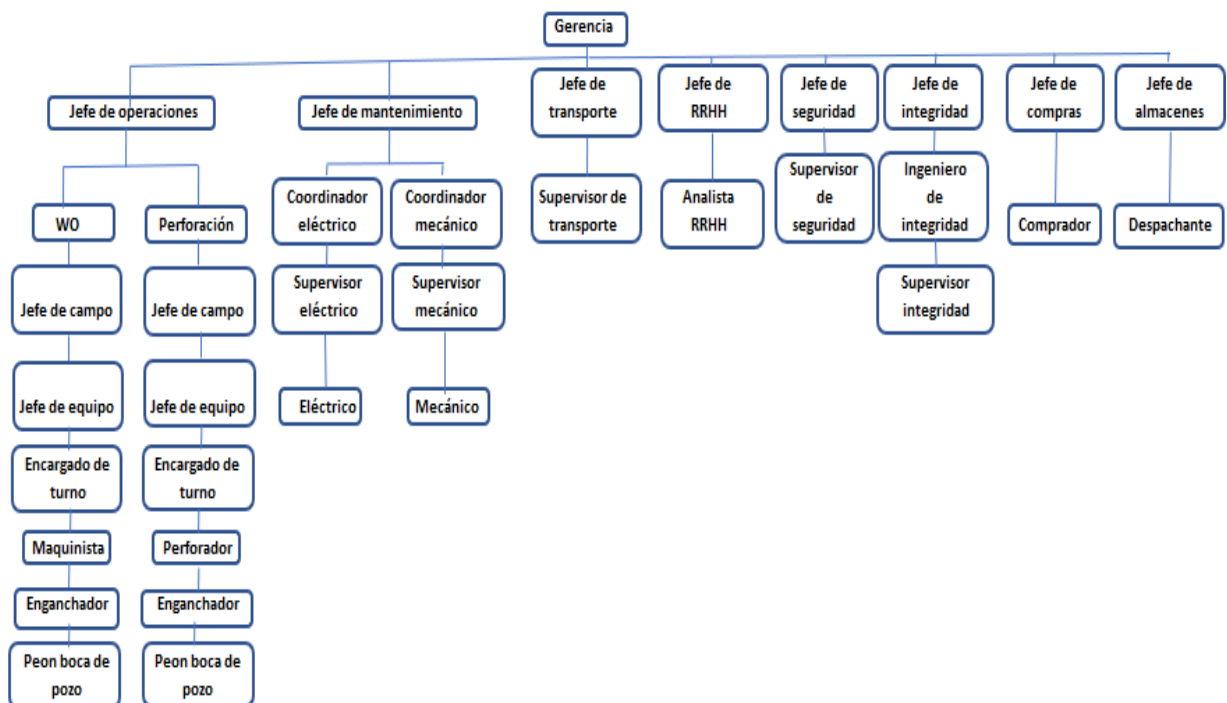 Gerencia
Jefe de operaciones
Jefe de mantenimiento
Jefe de
transporte
Jefe de
RRHH
Jefe de
seguridad
Jefe de
integridad
Jefe de
compras
Jefe de
almacenes
WO
Perforación
Coordinador
eléctrico
Coordinador
mecánico
Supervisor de
transporte
Analista
RRHH
Supervisor
de
seguridad
Ingeniero
de
integridad
Comprador
Despachante
Jefe de campo
Jefe de campo
Supervisor
eléctrico
Supervisor
mecánico
Supervisor
integridad
Jefe de equipo
Jefe de equipo
Eléctrico
Mecánico
Encargado de
turno
Encargado de
turno
Maquinista
Perforador
Enganchador
Enganchador
Peon boca de
pozo
Peon boca de
pozo